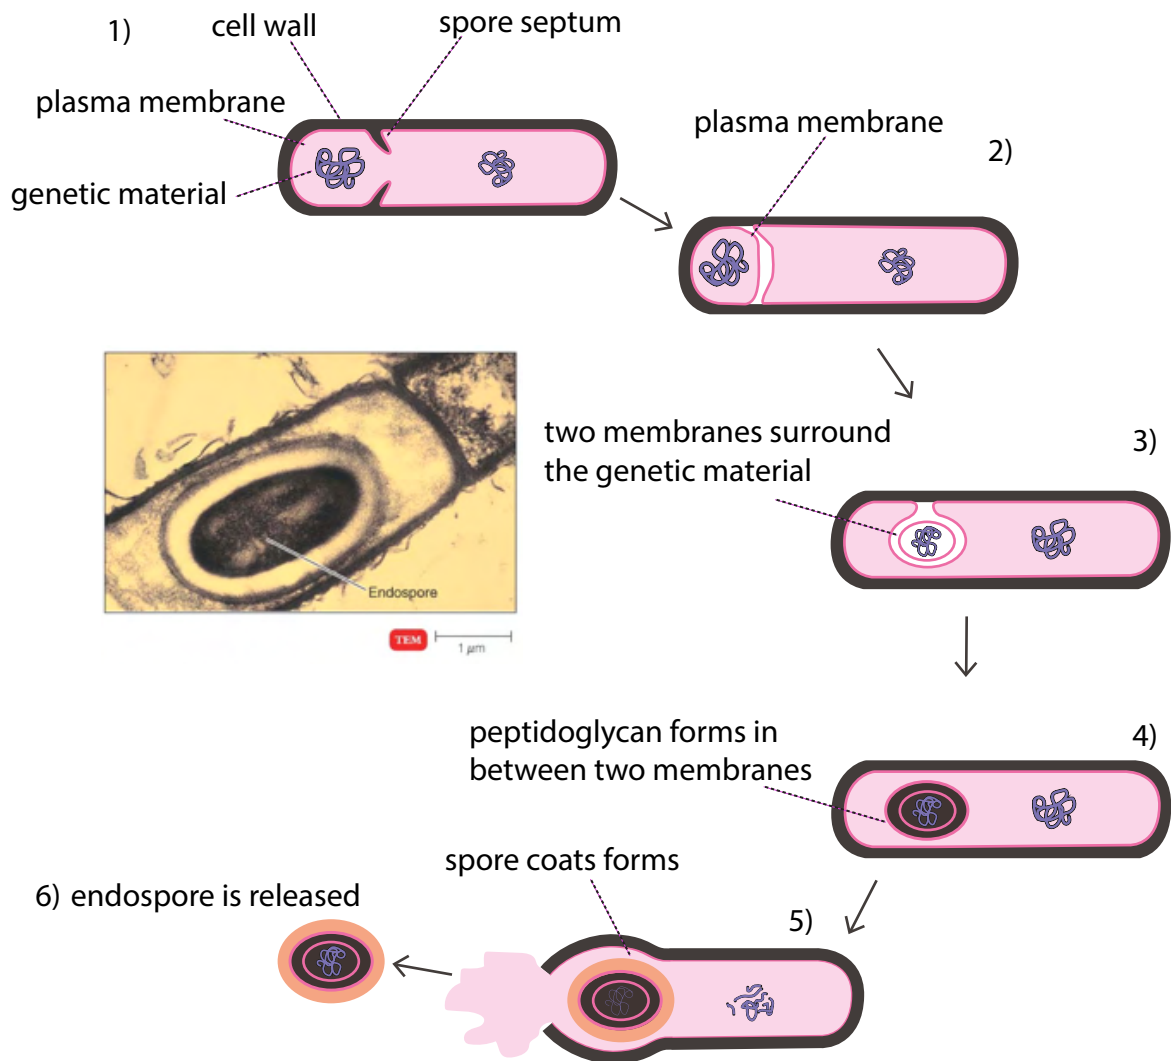 1)
cell wall
spore septum
plasma membrane
genetic material
plasma membrane
2)
two membranes surround
the genetic material
3)
Endospore
TEM
1 µm
peptidoglycan forms in
between two membranes
4)
spore coats forms
5)
6) endospore is released